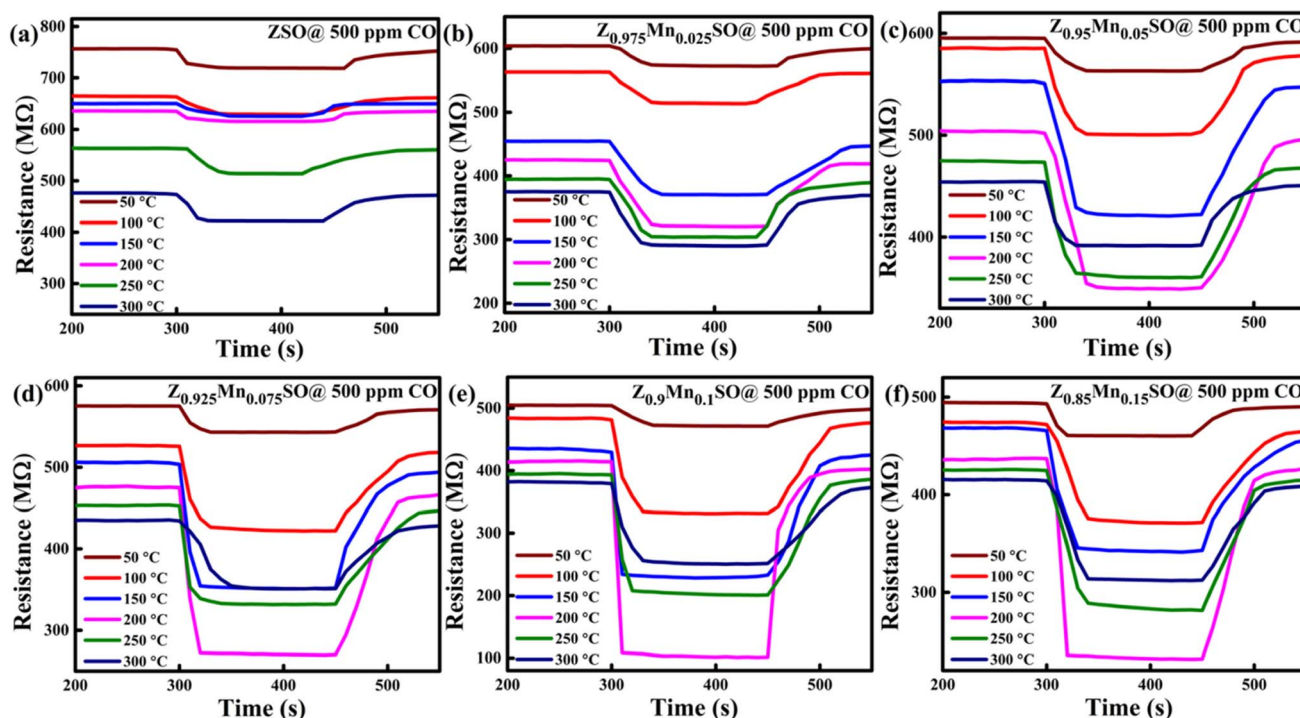 (a)
ZSO@ 500 ppm CO
Resistance (MΩ)
800
700
600
500
400
300
50 °C
100 °C
150 °C
200 °C
250 °C
300 °C
200 300 400 500
Time (s)
(b)
Z0.975Mn0.025SO@ 500 ppm CO
Resistance (MΩ)
600
500
400
300
200
50 °C
100 °C
150 °C
200 °C
250 °C
300 °C
200 300 400 500
Time (s)
(c)
Z0.95Mn0.05SO@ 500 ppm CO
Resistance (MΩ)
600
500
400
50 °C
100 °C
150 °C
200 °C
250 °C
300 °C
200 300 400 500
Time (s)
(d)
Z0.925Mn0.075SO@ 500 ppm CO
Resistance (MΩ)
600
500
400
300
50 °C
100 °C
150 °C
200 °C
250 °C
300 °C
200 300 400 500
Time (s)
(e)
Z0.9Mn0.1SO@ 500 ppm CO
Resistance (MΩ)
500
400
300
200
100
50 °C
100 °C
150 °C
200 °C
250 °C
300 °C
200 300 400 500
Time (s)
(f)
Z0.85Mn0.15SO@ 500 ppm CO
Resistance (MΩ)
500
400
300
50 °C
100 °C
150 °C
200 °C
250 °C
300 °C
200 300 400 500
Time (s)